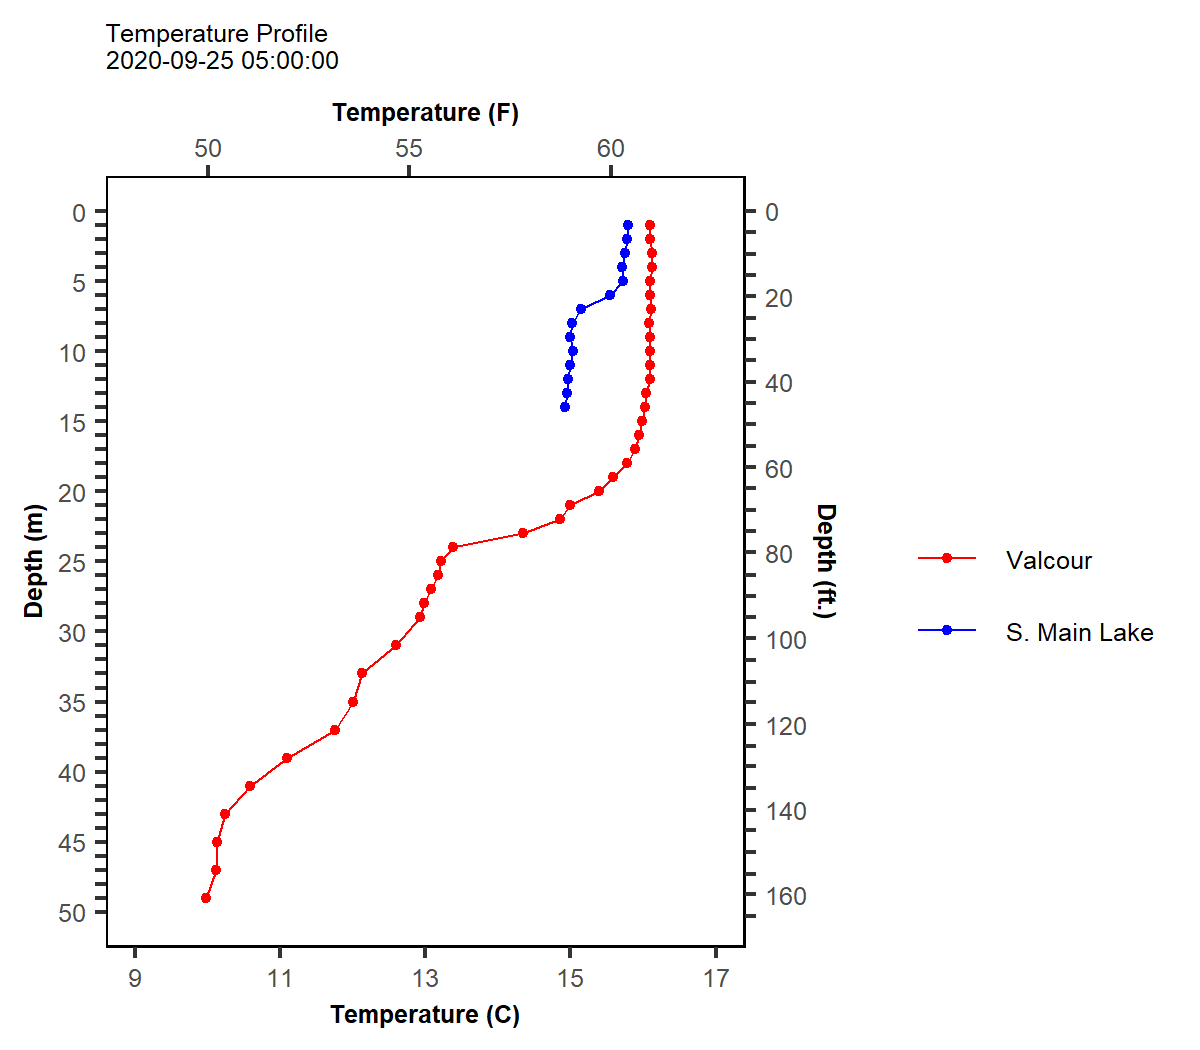 Temperature Profile
2020-09-25 05:00:00
Temperature (F)
50 55 60
0
5
10
15
20
25
30
35
40
45
50
Depth (m)
0
20
40
60
80
100
120
140
160
Depth (ft.)
Valcour
S. Main Lake
9 11 13 15 17
Temperature (C)